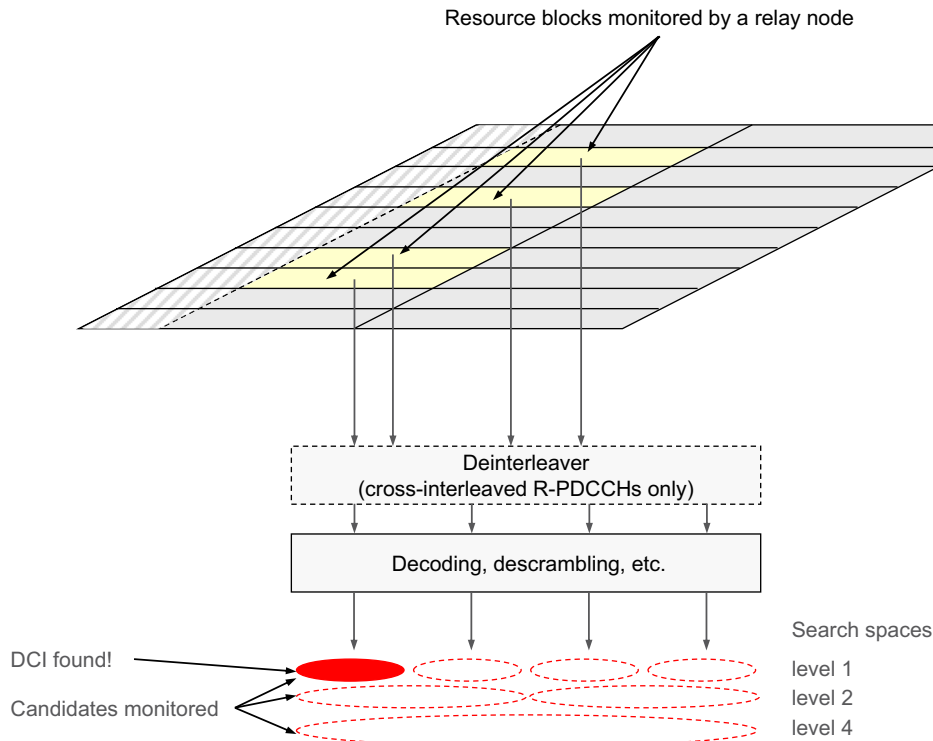 Resource blocks monitored by a relay node
Deinterleaver
(cross-interleaved R-PDCCHs only)
Decoding, descrambling, etc.
Search spaces
DCI found!
level 1
Candidates monitored
level 2
level 4